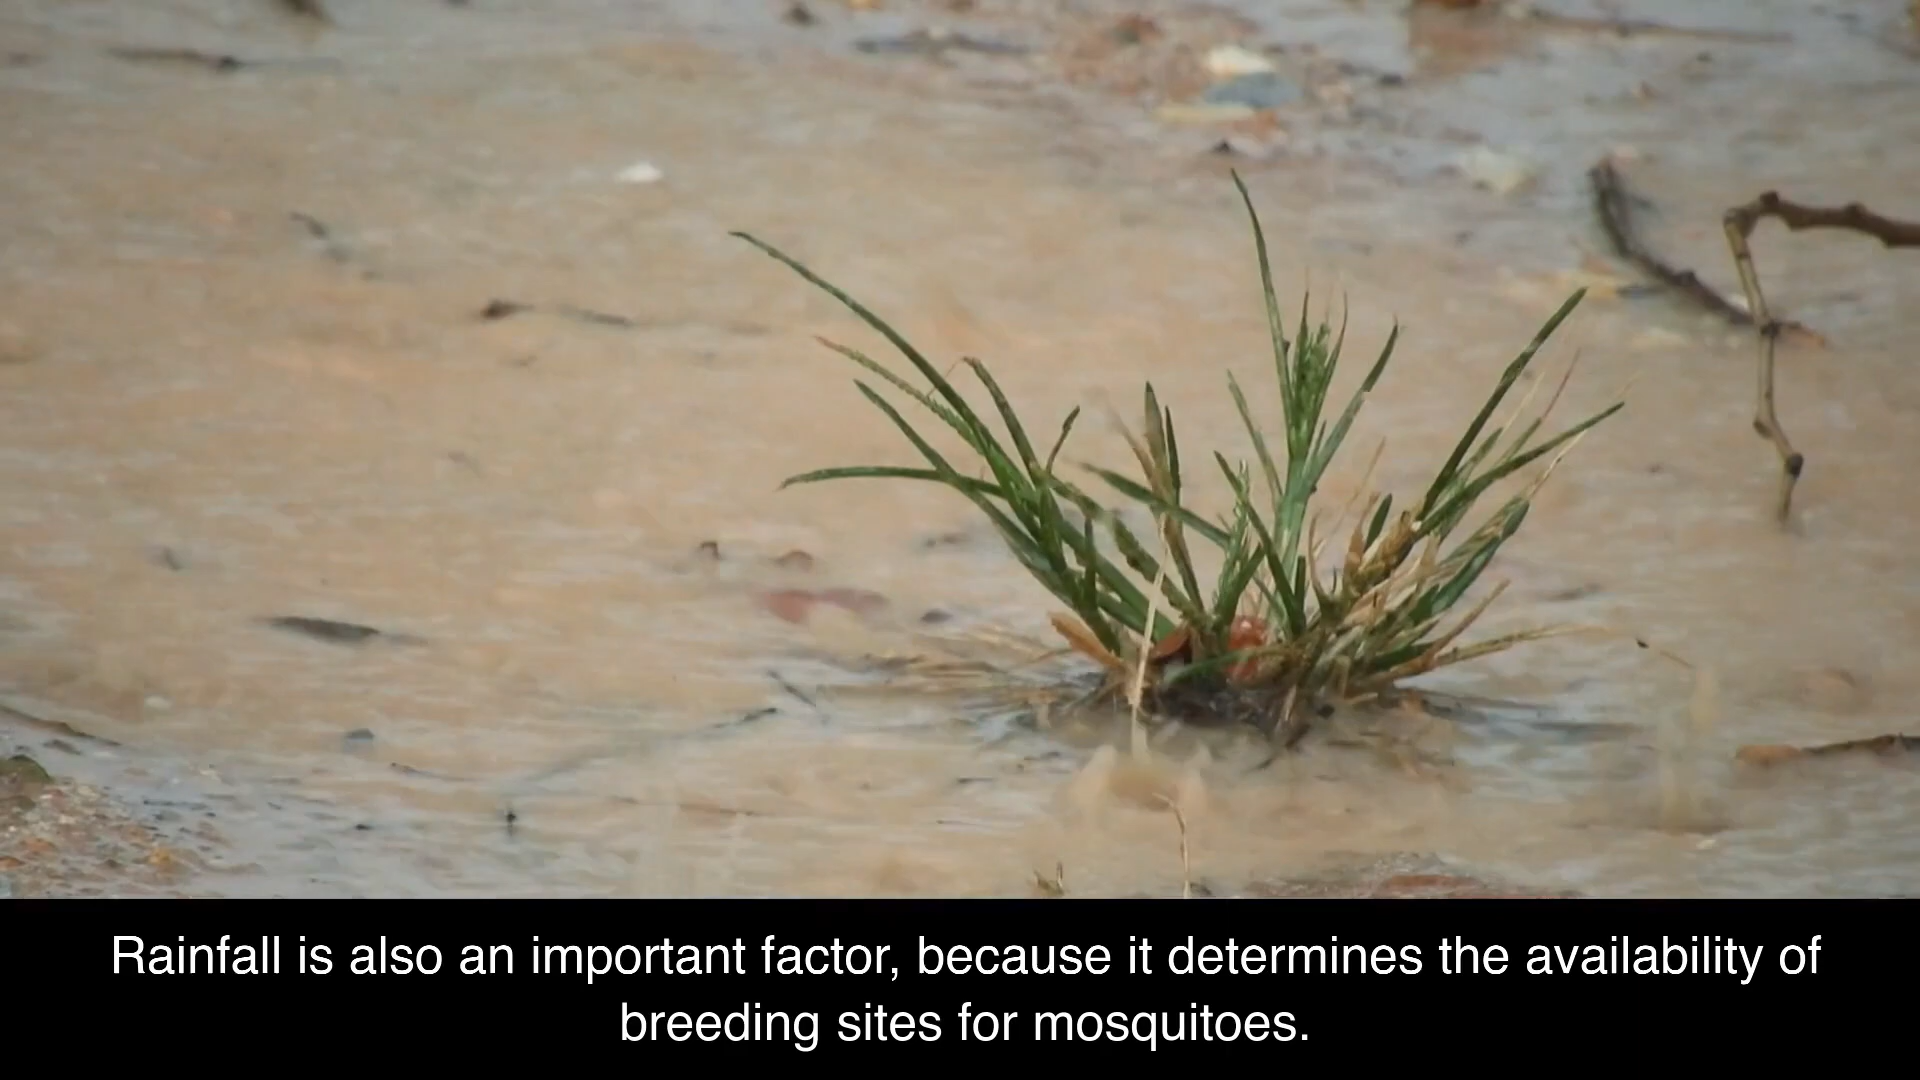 Rainfall is also an important factor, because it determines the availability of
breeding sites for mosquitoes.